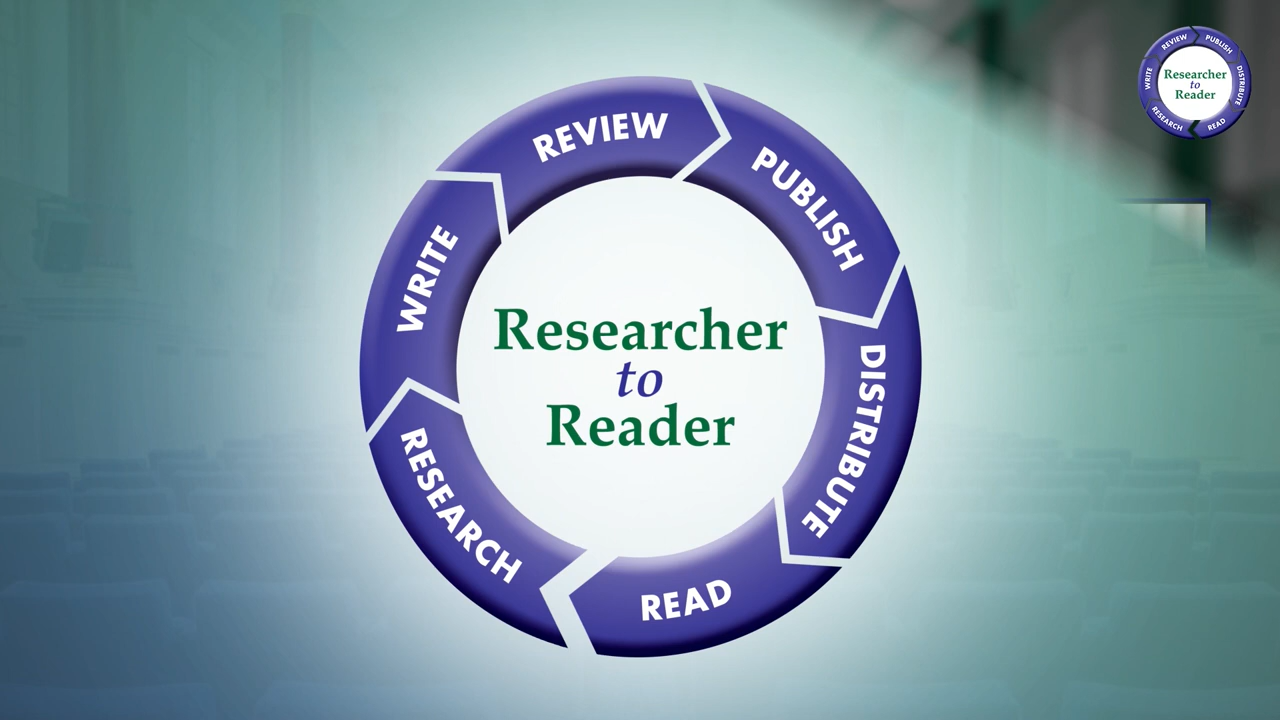 REVIEW
PUBLISH
DISTRIBUTE
READ
RESEARCH
WRITE
Researcher
to
Reader
REVIEW
PUBLISH
DISTRIBUTE
READ
RESEARCH
WRITE
Researcher
to
Reader